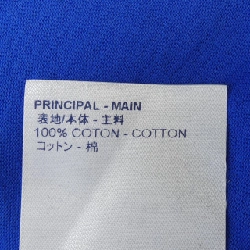 PRINCIPAL - MAIN
表地/本体 - 主料
100% COTON - COTTON
コットン - 棉